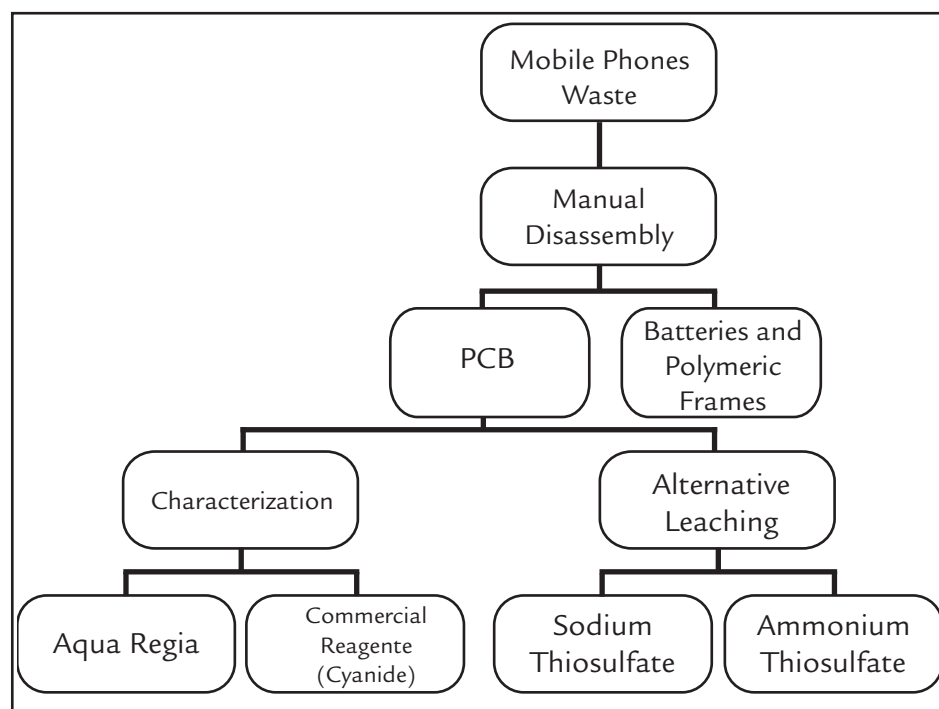 Mobile Phones
Waste
Manual
Disassembly
PCB
Batteries and
Polymeric
Frames
Characterization
Alternative
Leaching
Aqua Regia
Commercial
Reagente
(Cyanide)
Sodium
Thiosulfate
Ammonium
Thiosulfate